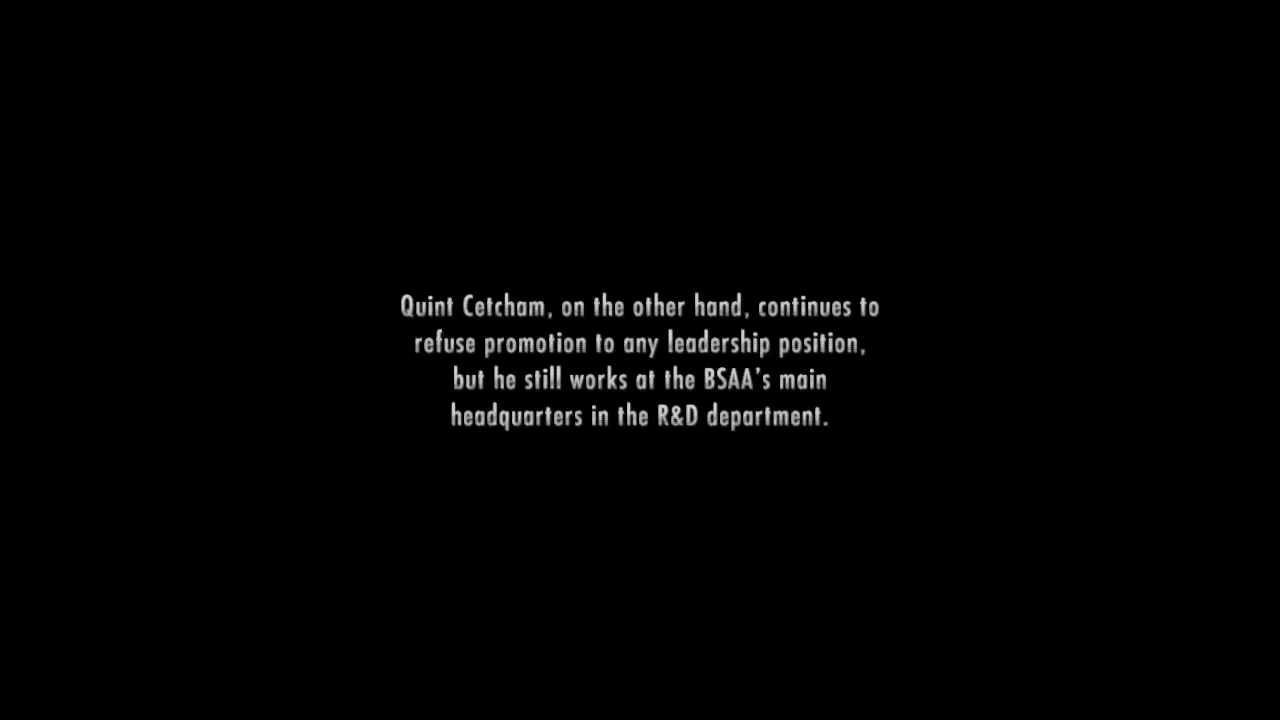 Quint Cetcham, on the other hand, continues to
refuse promotion to any leadership position,
but he still works at the BSAA's main
headquarters in the R&D department.